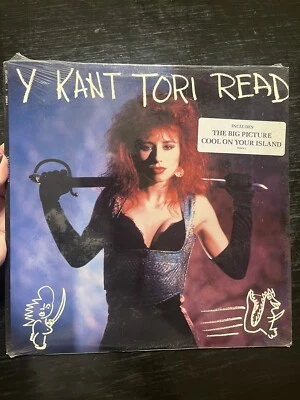 Y KANT TORI READ
INCLUDES
THE BIG PICTURE
COOL ON YOUR ISLAND